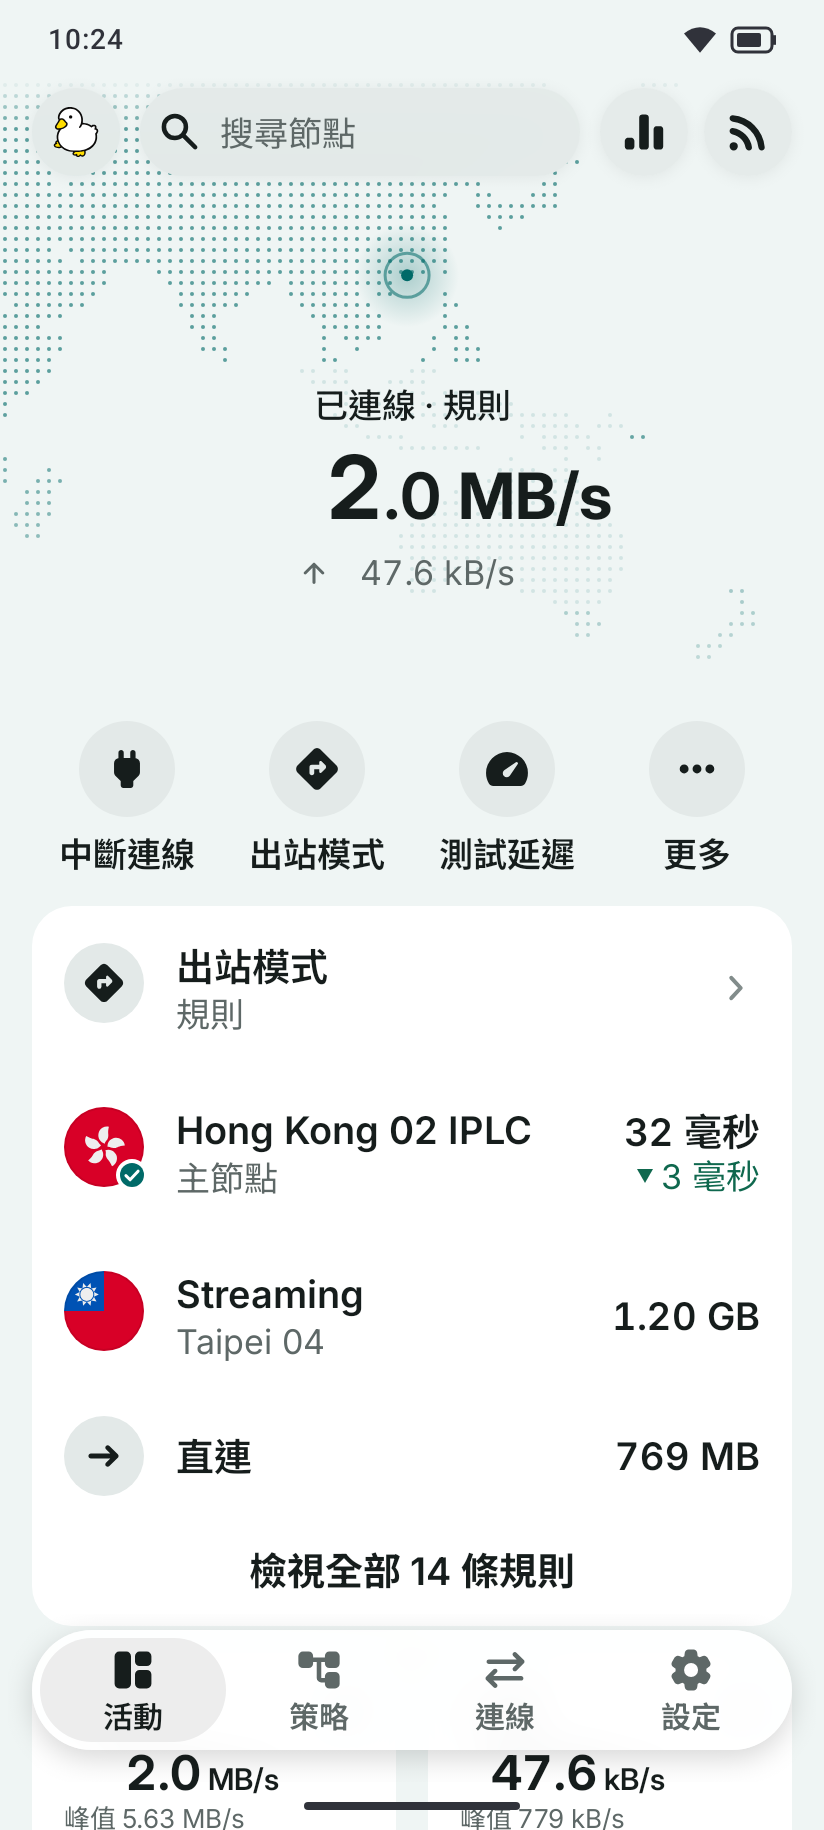 10:24
搜尋節點
已連線 · 規則
2.0 MB/s
↑ 47.6 kB/s
中斷連線 出站模式 測試延遲 更多
出站模式
規則
Hong Kong 02 IPLC 32 毫秒
主節點 ▼3 毫秒
Streaming 1.20 GB
Taipei 04
直連 769 MB
檢視全部 14 條規則
活動 策略 連線 設定
2.0 MB/s 47.6 kB/s
峰值 5.63 MB/s 峰值 779 kB/s